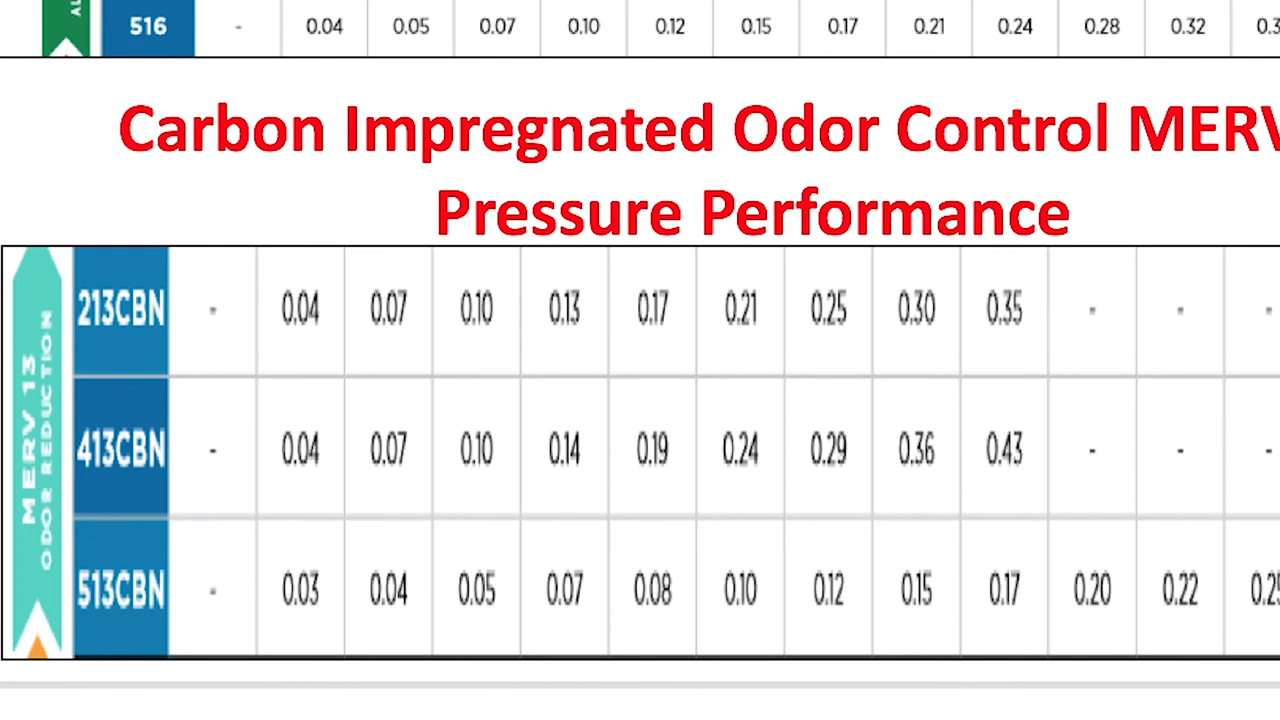 516 - 0.04 0.05 0.07 0.10 0.12 0.15 0.17 0.21 0.24 0.28 0.32
Carbon Impregnated Odor Control MERV
Pressure Performance
MERV 13
ODOR REDUCTION
213CBN - 0.04 0.07 0.10 0.13 0.17 0.21 0.25 0.30 0.35 - - -
413CBN - 0.04 0.07 0.10 0.14 0.19 0.24 0.29 0.36 0.43 - - -
513CBN - 0.03 0.04 0.05 0.07 0.08 0.10 0.12 0.15 0.17 0.20 0.22 0.25